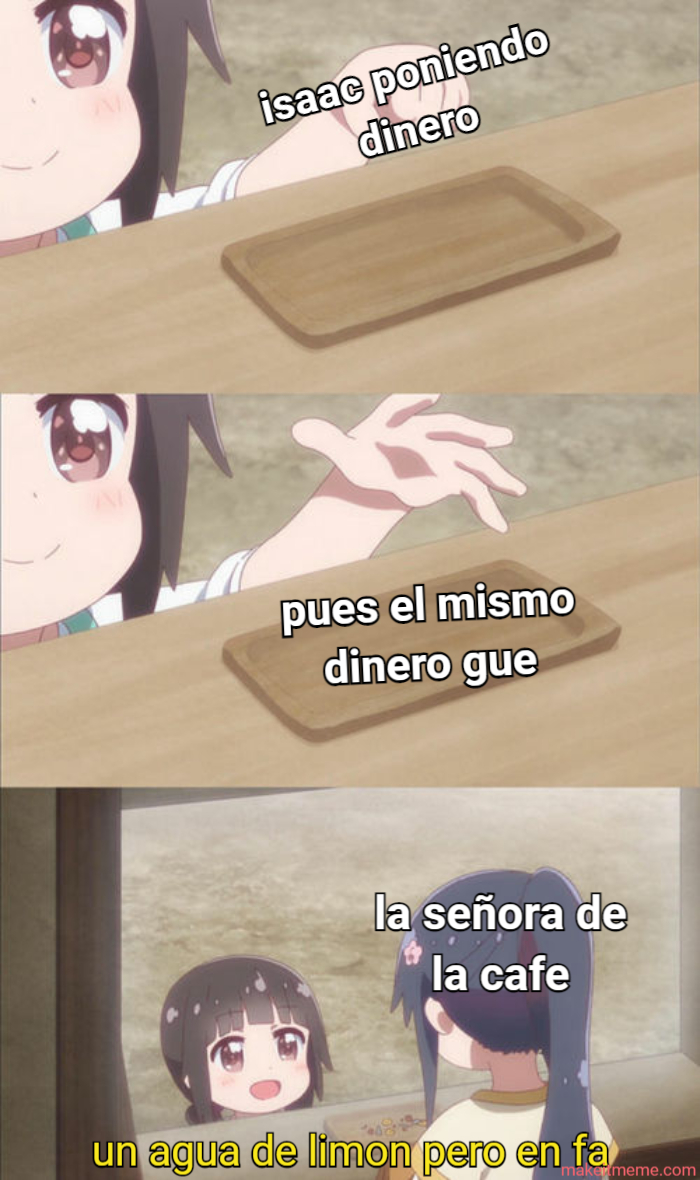 isaac poniendo
dinero
pues el mismo
dinero gue
la señora de
la cafe
un agua de limon pero en fa
makeitmeme.com